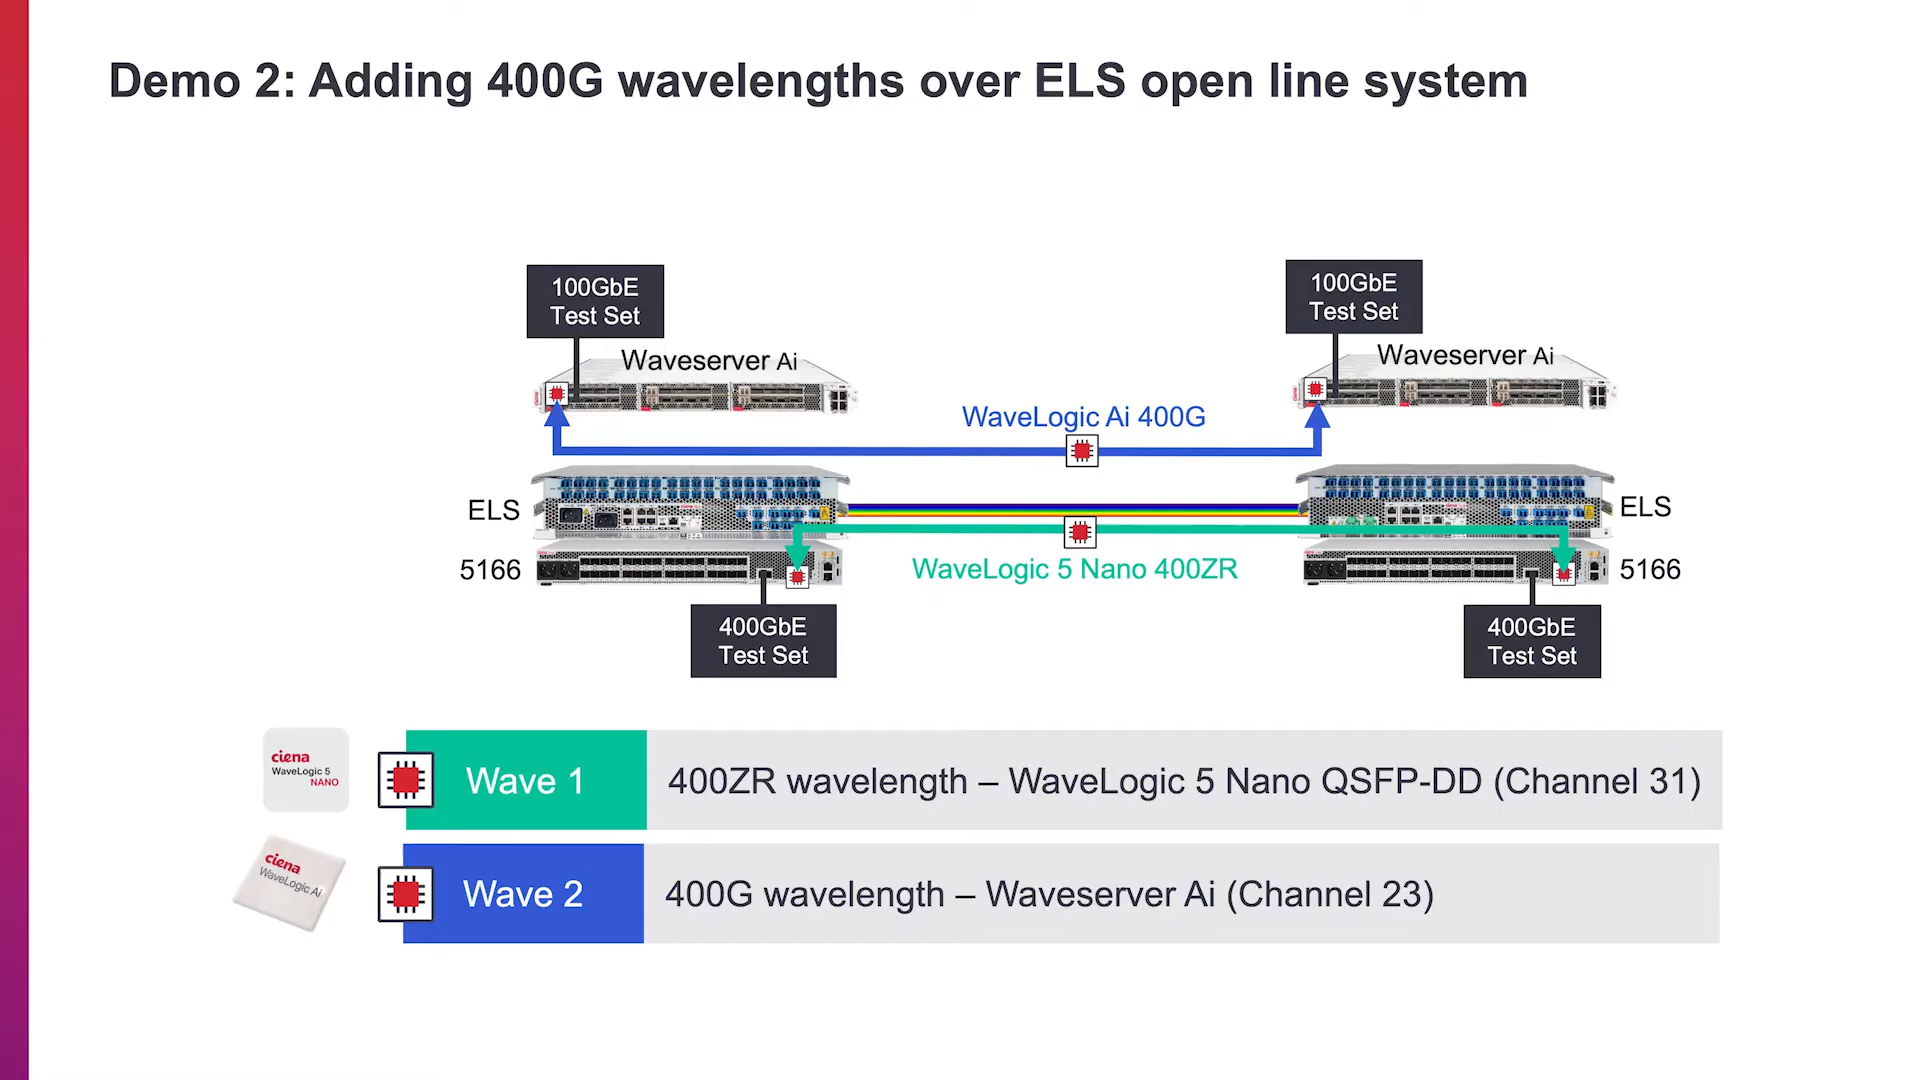 Demo 2: Adding 400G wavelengths over ELS open line system
100GbE
Test Set
100GbE
Test Set
Waveserver Ai
Waveserver Ai
WaveLogic Ai 400G
ELS
ELS
5166
WaveLogic 5 Nano 400ZR
5166
400GbE
Test Set
400GbE
Test Set
ciena
WaveLogic 5
NANO
Wave 1
400ZR wavelength – WaveLogic 5 Nano QSFP-DD (Channel 31)
ciena
WaveLogic Ai
Wave 2
400G wavelength – Waveserver Ai (Channel 23)